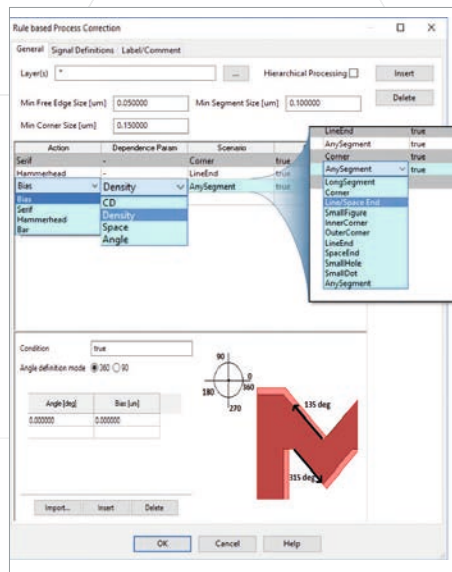 Rule based Process Correction
General Signal Definitions Label/Comment
Layer(s) * ... Hierarchical Processing Insert
Min Free Edge Size [um] 0.050000 Min Segment Size [um] 0.100000 Delete
Min Corner Size [um] 0.150000
Action Dependence Param Scenario
Serif - Corner true
Hammerhead - LineEnd true
Bias Density AnySegment true
Bias
Serif
Hammerhead
Bar
CD
Density
Space
Angle
LineEnd true
AnySegment true
Corner true
AnySegment true
LongSegment
Corner
Line/Space End
SmallFigure
InnerCorner
OuterCorner
LineEnd
SpaceEnd
SmallHole
SmallDot
AnySegment
Condition true
Angle definition mode 360 90
Angle [deg] Bias [um]
0.000000 0.000000
Import... Insert Delete
90
0
180 360
270
135 deg
315 deg
OK Cancel Help